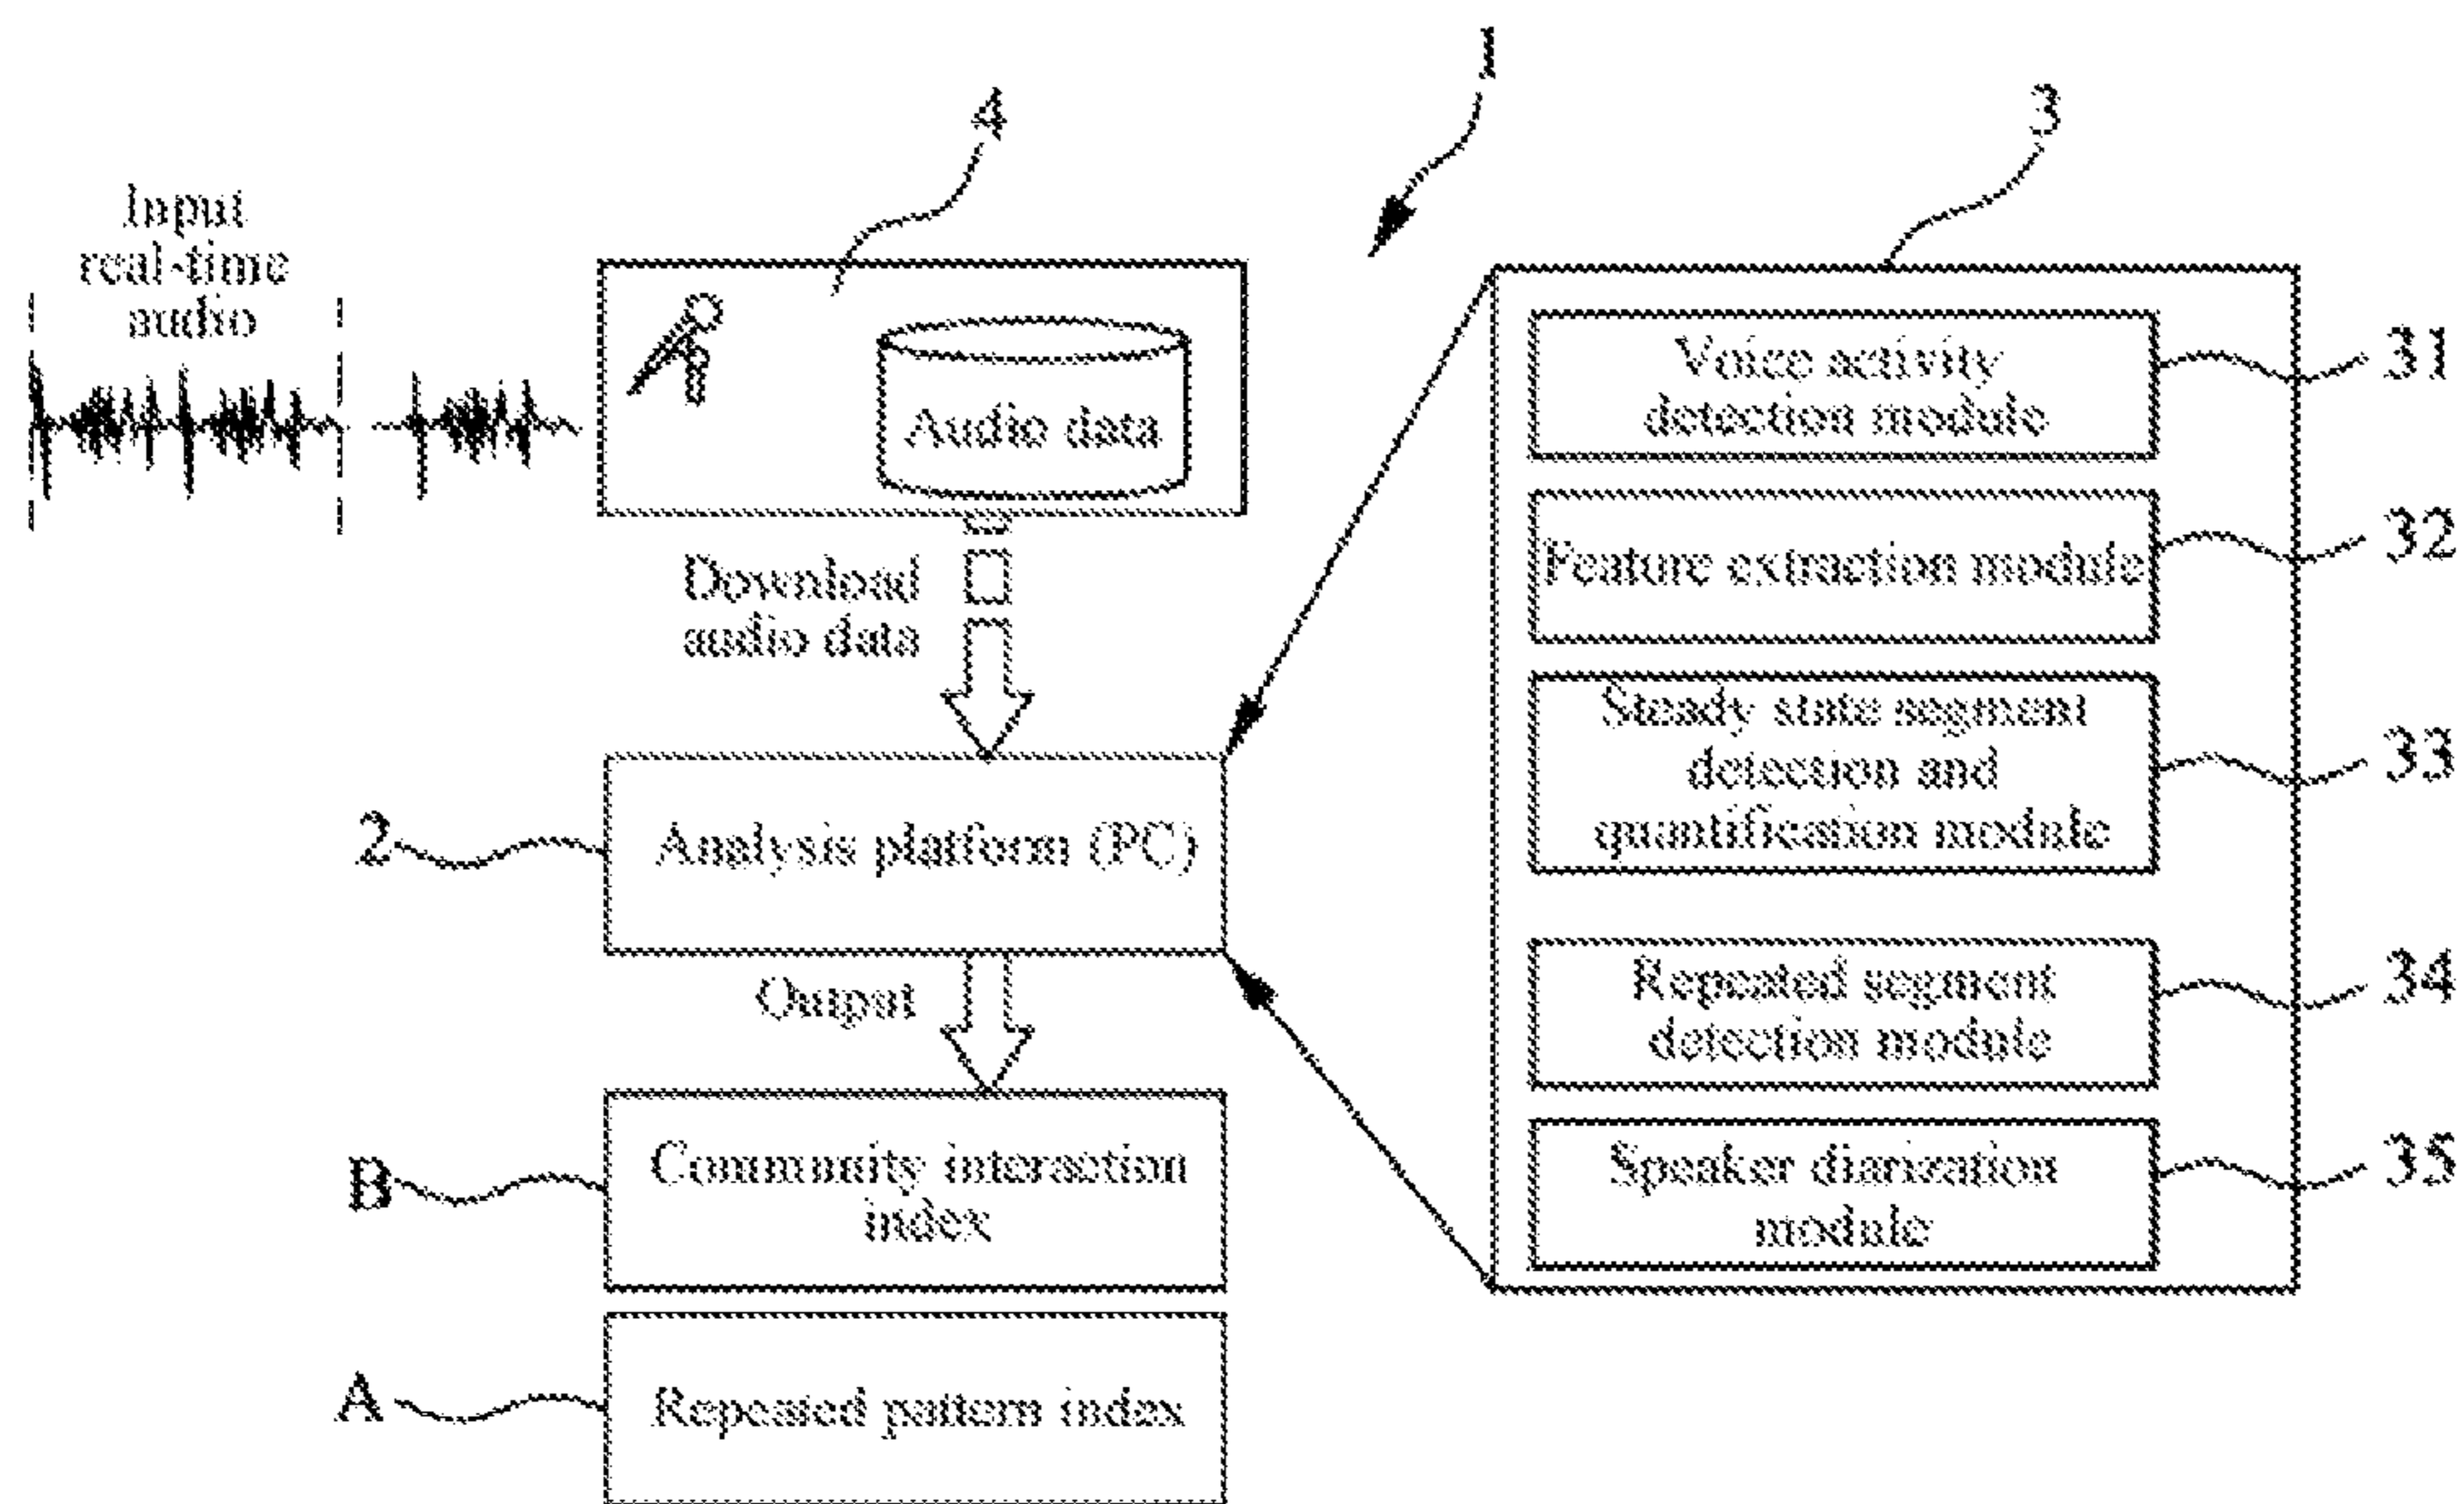 1
4
3
Input
real-time
audio
Audio data
Voice activity
detection module
31
Feature extraction module
32
Download
audio data
Steady state segment
detection and
quantification module
33
2
Analysis platform (PC)
Output
Repeated segment
detection module
34
B
Community interaction
index
Speaker diarization
module
35
A
Repeated pattern index